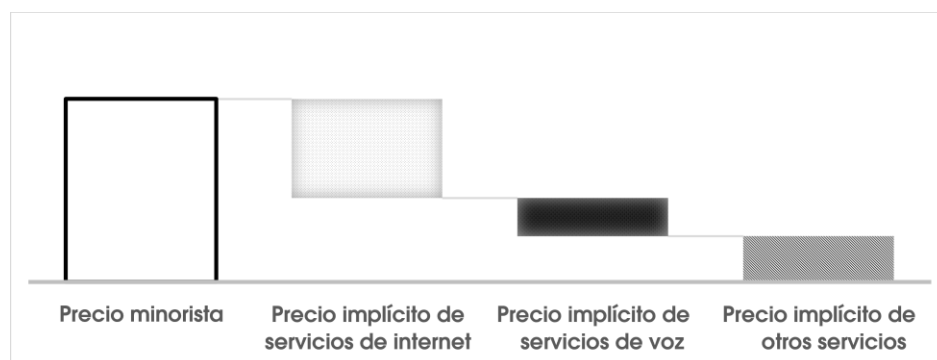 Precio minorista
Precio implícito de
servicios de internet
Precio implícito de
servicios de voz
Precio implícito de
otros servicios